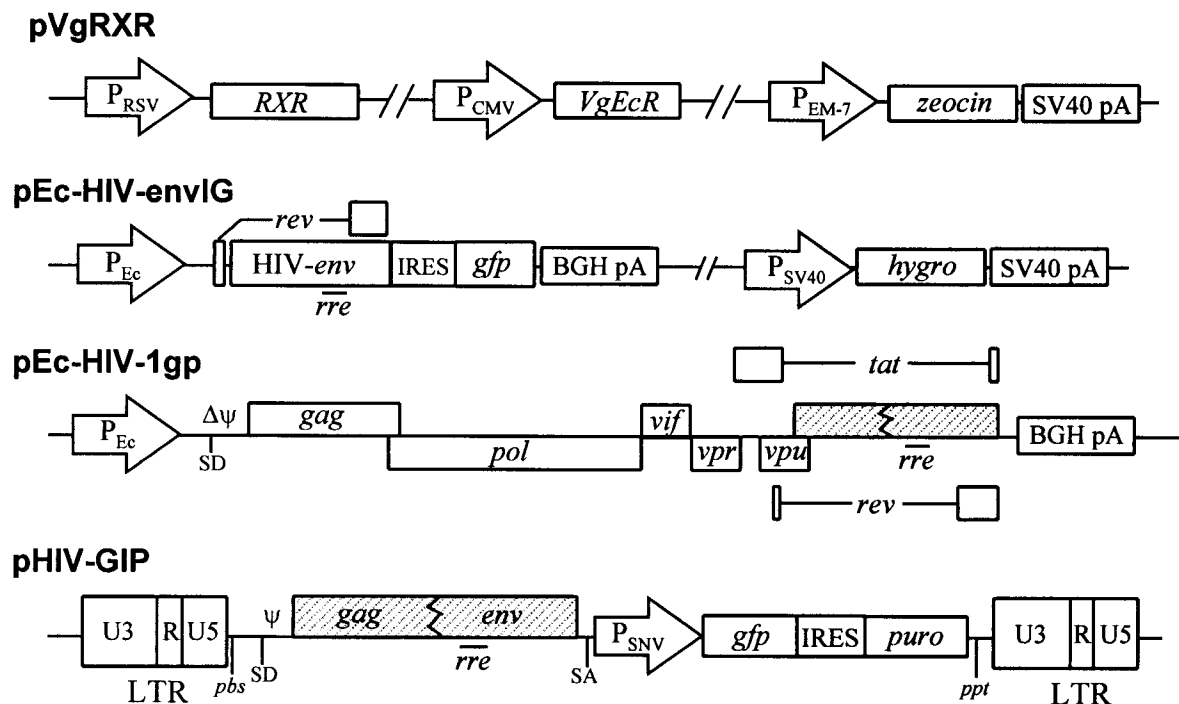 pVgRXR
P_RSV RXR P_CMV VgEcR P_EM-7 zeocin SV40 pA
pEc-HIV-envIG
rev
P_Ec HIV-env IRES gfp BGH pA P_SV40 hygro SV40 pA
rre
pEc-HIV-1gp
tat
Δψ gag vif
P_Ec BGH pA
SD pol vpr vpu rre
rev
pHIV-GIP
ψ gag env
U3 R U5 P_SNV gfp IRES puro U3 R U5
LTR pbs SD rre SA ppt LTR